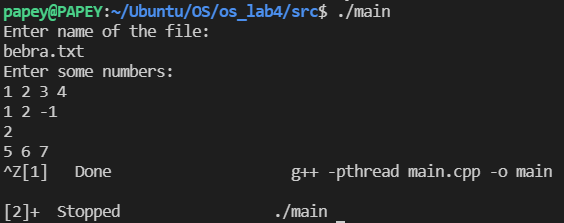 papey@PAPEY:~/Ubuntu/OS/os_lab4/src$ ./main
Enter name of the file:
bebra.txt
Enter some numbers:
1 2 3 4
1 2 -1
2
5 6 7
^Z[1]   Done                    g++ -pthread main.cpp -o main
[2]+  Stopped                 ./main